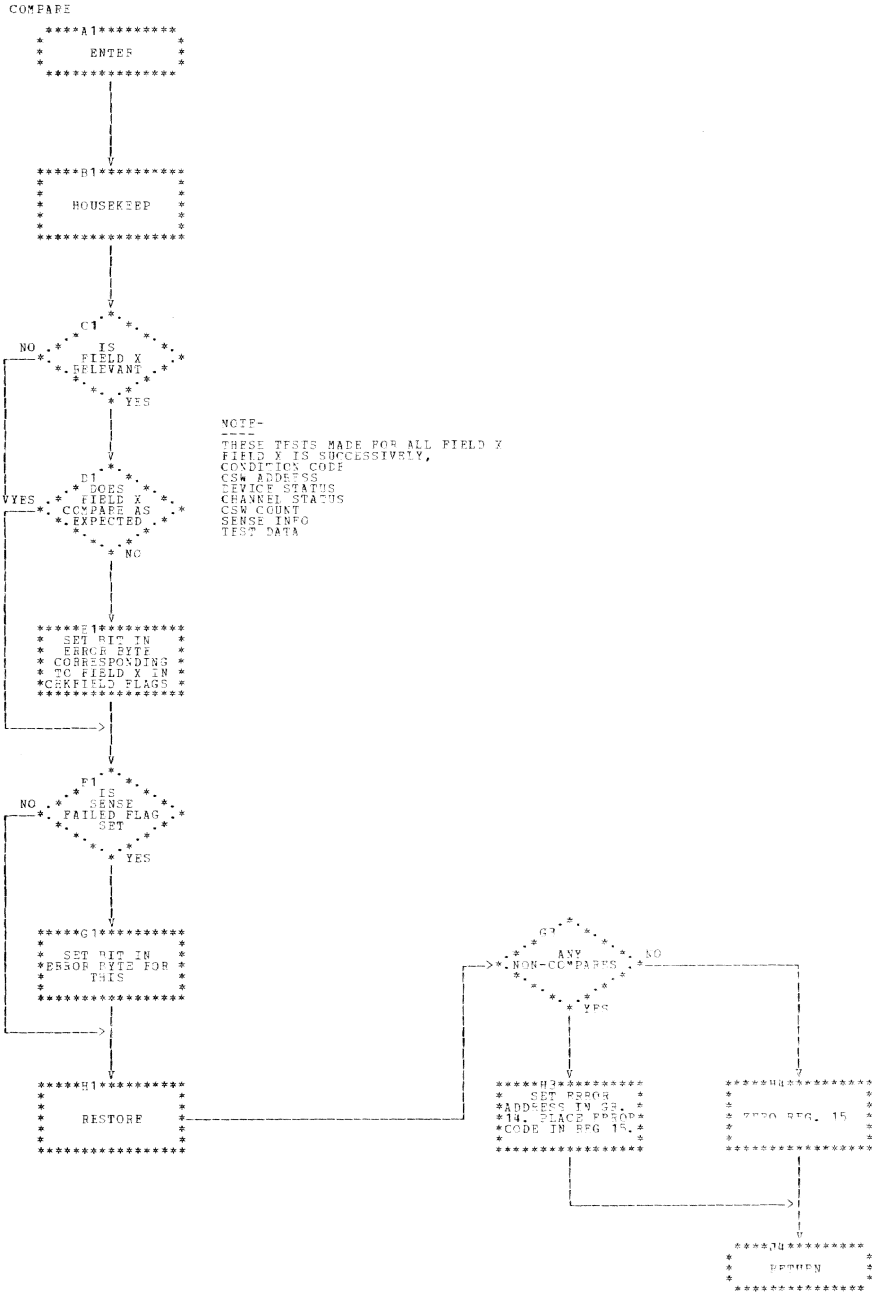 COMPARE
A1
ENTER
B1
HOUSEKEEP
C1
IS
FIELD X
RELEVANT
NO
YES
NOTE-
THESE TESTS MADE FOR ALL FIELD X
FIELD X IS SUCCESSIVELY,
CONDITION CODE
CSW ADDRESS
DEVICE STATUS
CHANNEL STATUS
CSW COUNT
SENSE INFO
TEST DATA
D1
DOES
FIELD X
COMPARE AS
EXPECTED
YES
NO
E1
SET BIT IN
ERROR BYTE
CORRESPONDING
TO FIELD X IN
CHKFIELD FLAGS
F1
IS
SENSE
FAILED FLAG
SET
NO
YES
G1
SET BIT IN
ERROR BYTE FOR
THIS
G3
ANY
NON-COMPARES
NO
YES
H1
RESTORE
H3
SET ERROR
ADDRESS IN GR.
14. PLACE ERROR
CODE IN REG 15.
H4
ZERO REG. 15
J4
RETURN